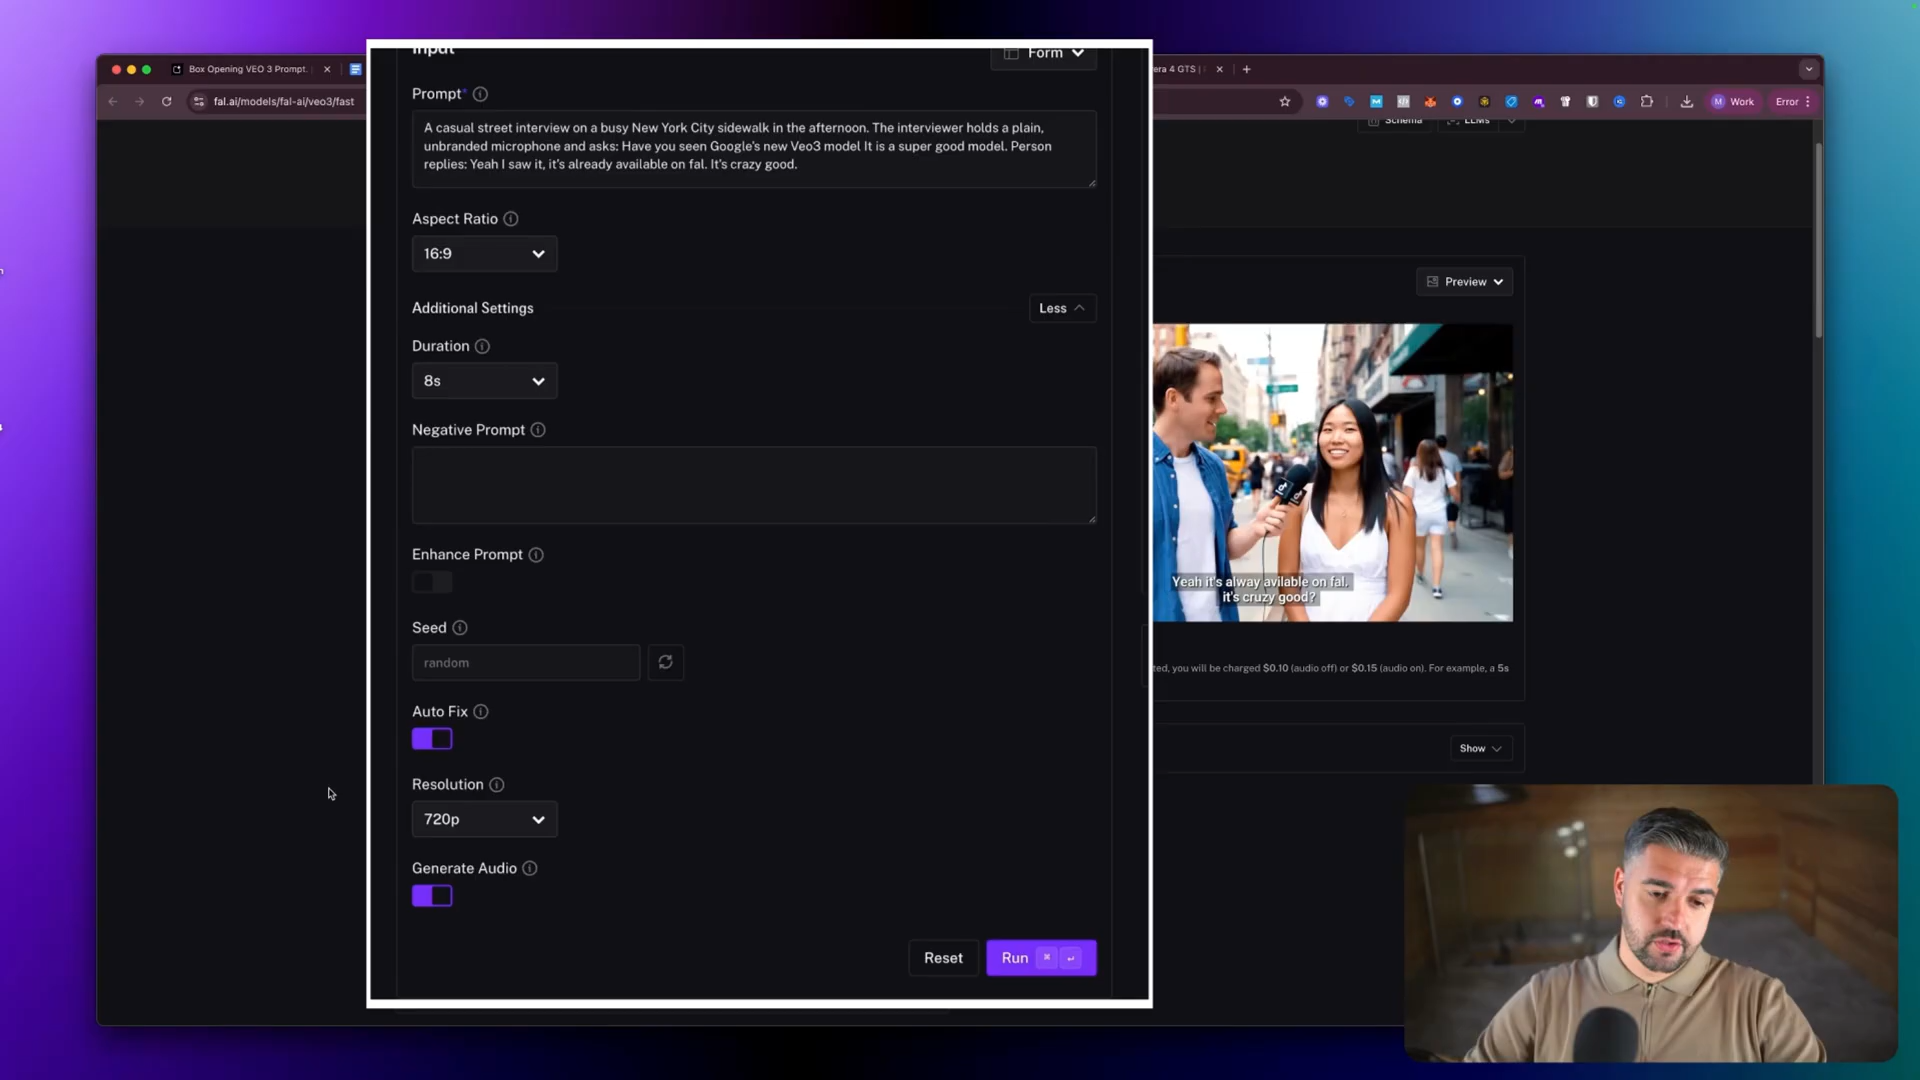 Box Opening VEO 3 Prompt.
era 4 GTS |
fal.ai/models/fal-ai/veo3/fast
Work
Error
Schema
LLMs
Input
Form
Prompt*
A casual street interview on a busy New York City sidewalk in the afternoon. The interviewer holds a plain,
unbranded microphone and asks: Have you seen Google's new Veo3 model It is a super good model. Person
replies: Yeah I saw it, it's already available on fal. It's crazy good.
Aspect Ratio
16:9
Additional Settings
Less
Duration
8s
Negative Prompt
Enhance Prompt
Seed
random
Auto Fix
Resolution
720p
Generate Audio
Reset
Run
Preview
Yeah it's alway avilable on fal.
it's cruzy good?
ted, you will be charged $0.10 (audio off) or $0.15 (audio on). For example, a 5s
Show